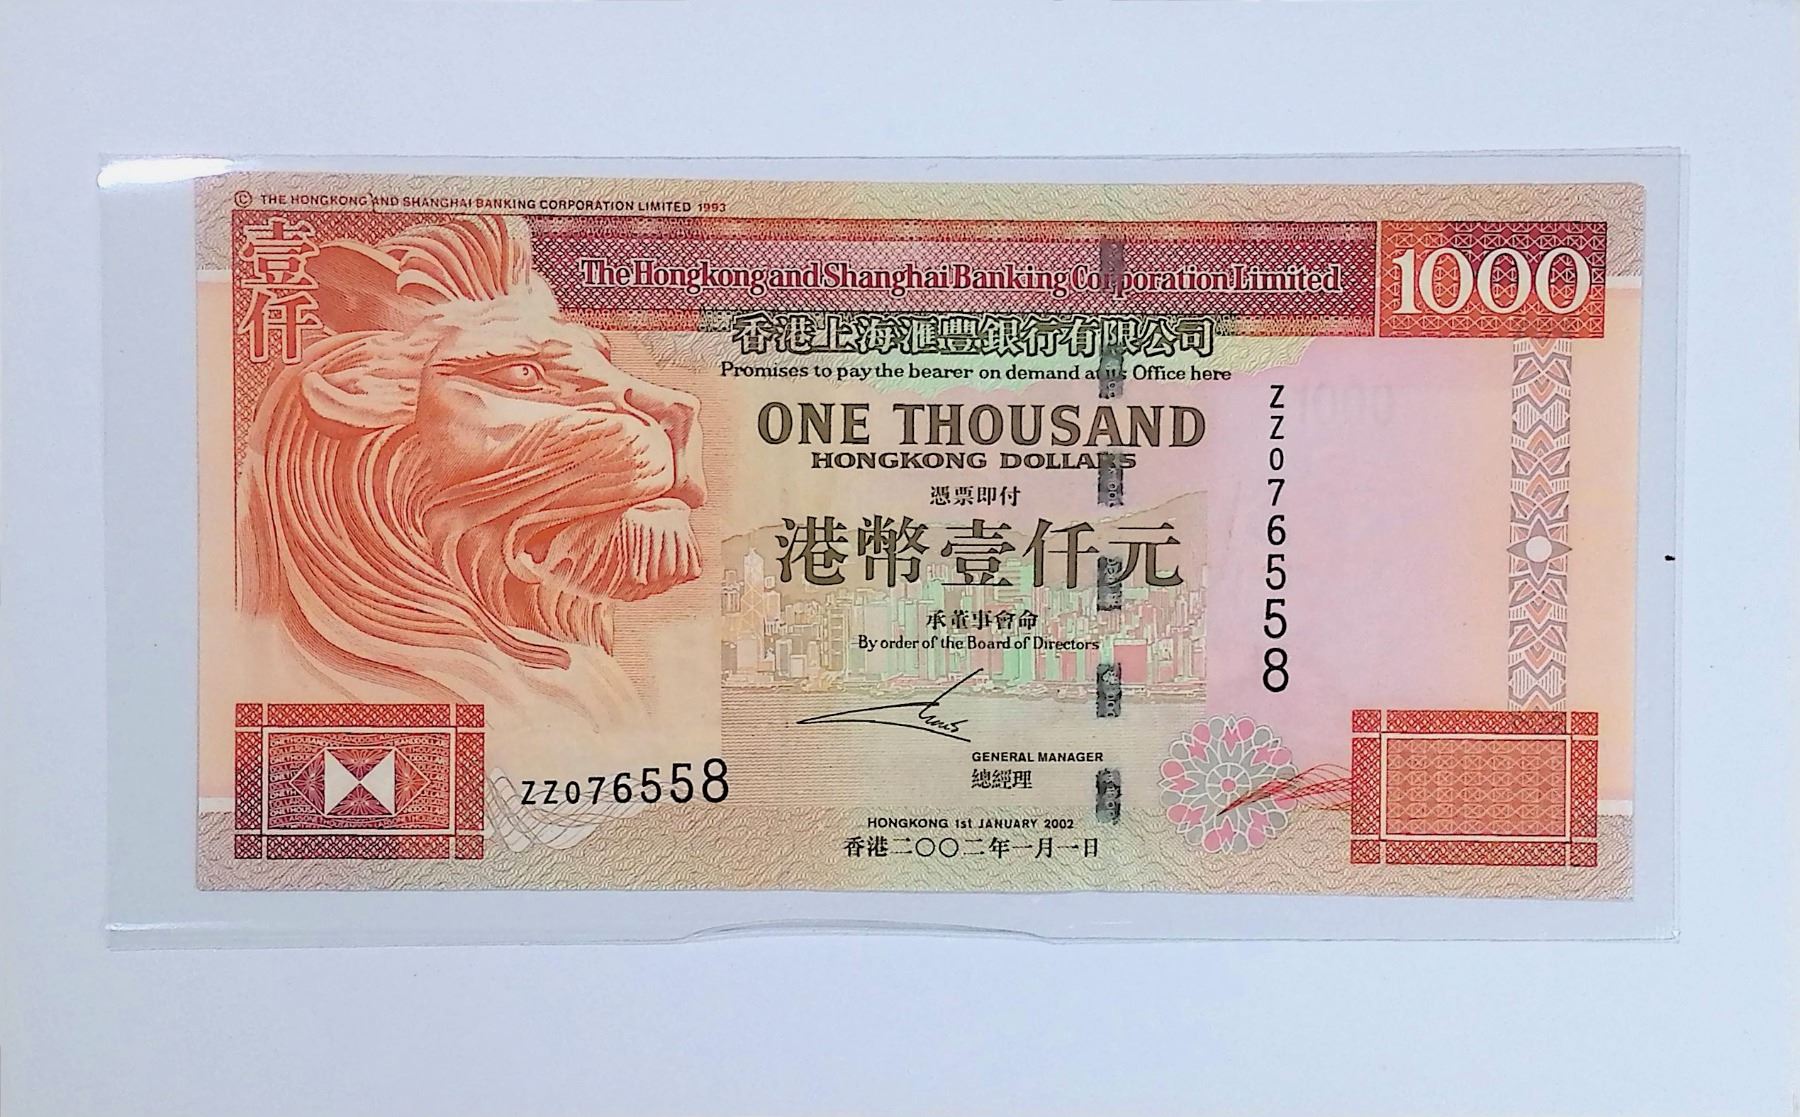 © THE HONGKONG AND SHANGHAI BANKING CORPORATION LIMITED 1993
壹仟
The Hongkong and Shanghai Banking Corporation Limited
1000
香港上海滙豐銀行有限公司
Promises to pay the bearer on demand at its Office here
ONE THOUSAND
HONGKONG DOLLARS
憑票即付
港幣壹仟元
承董事會命
By order of the Board of Directors
ZZ076558
GENERAL MANAGER
總經理
ZZ076558
HONGKONG 1st JANUARY 2002
香港二〇〇二年一月一日